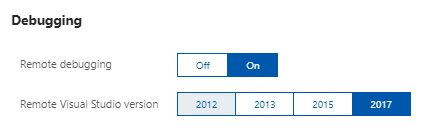 Debugging
Remote debugging Off On
Remote Visual Studio version 2012 2013 2015 2017